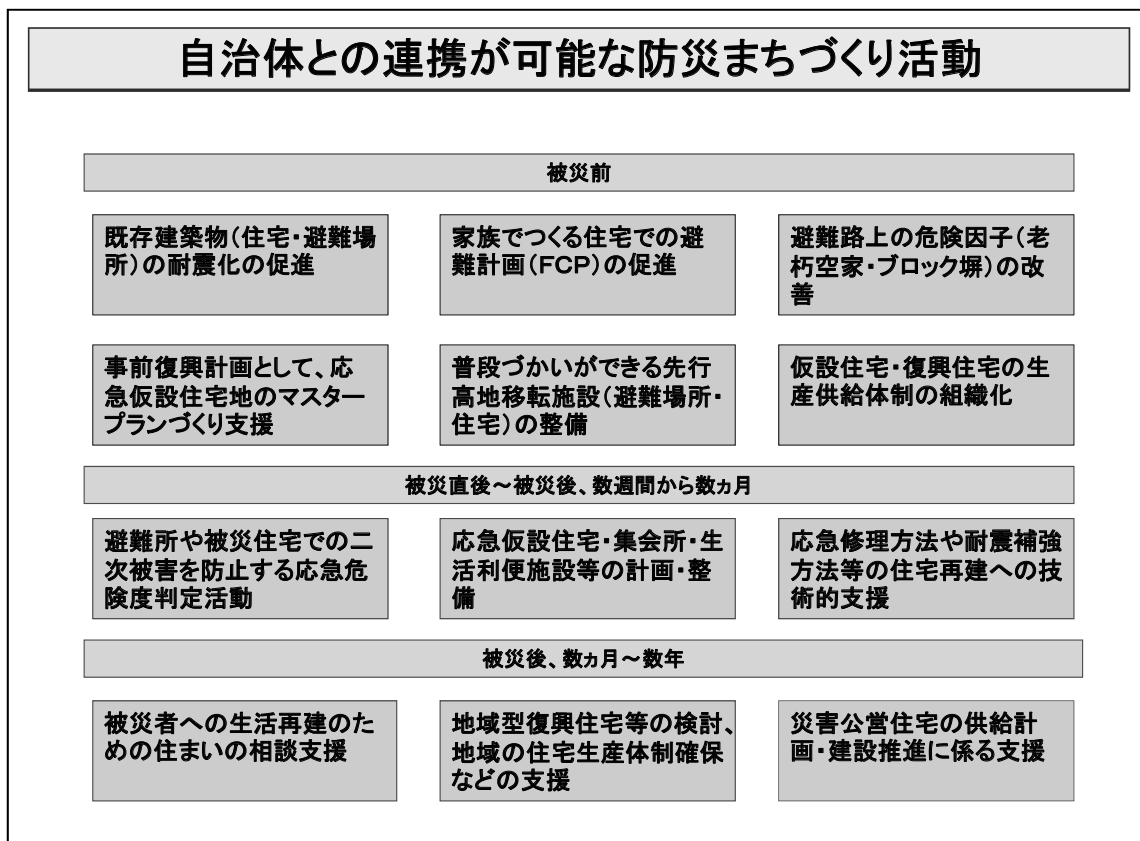 自治体との連携が可能な防災まちづくり活動
被災前
既存建築物(住宅・避難場
所)の耐震化の促進
家族でつくる住宅での避
難計画(FCP)の促進
避難路上の危険因子(老
朽空家・ブロック塀)の改
善
事前復興計画として、応
急仮設住宅地のマスター
プランづくり支援
普段づかいができる先行
高地移転施設(避難場所・
住宅)の整備
仮設住宅・復興住宅の生
産供給体制の組織化
被災直後～被災後、数週間から数ヵ月
避難所や被災住宅での二
次被害を防止する応急危
険度判定活動
応急仮設住宅・集会所・生
活利便施設等の計画・整
備
応急修理方法や耐震補強
方法等の住宅再建への技
術的支援
被災後、数ヵ月～数年
被災者への生活再建のた
めの住まいの相談支援
地域型復興住宅等の検討、
地域の住宅生産体制確保
などの支援
災害公営住宅の供給計
画・建設推進に係る支援